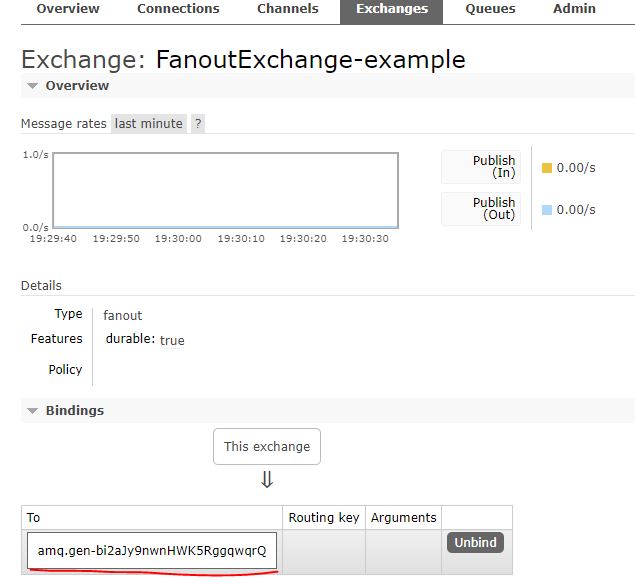 Overview Connections Channels Exchanges Queues Admin
Exchange: FanoutExchange-example
Overview
Message rates last minute ?
1.0/s
0.0/s
19:29:40 19:29:50 19:30:00 19:30:10 19:30:20 19:30:30
Publish
(In)
0.00/s
Publish
(Out)
0.00/s
Details
Type fanout
Features durable: true
Policy
Bindings
This exchange
⇓
To Routing key Arguments
amq.gen-bi2aJy9nwnHWK5RggqwqrQ Unbind